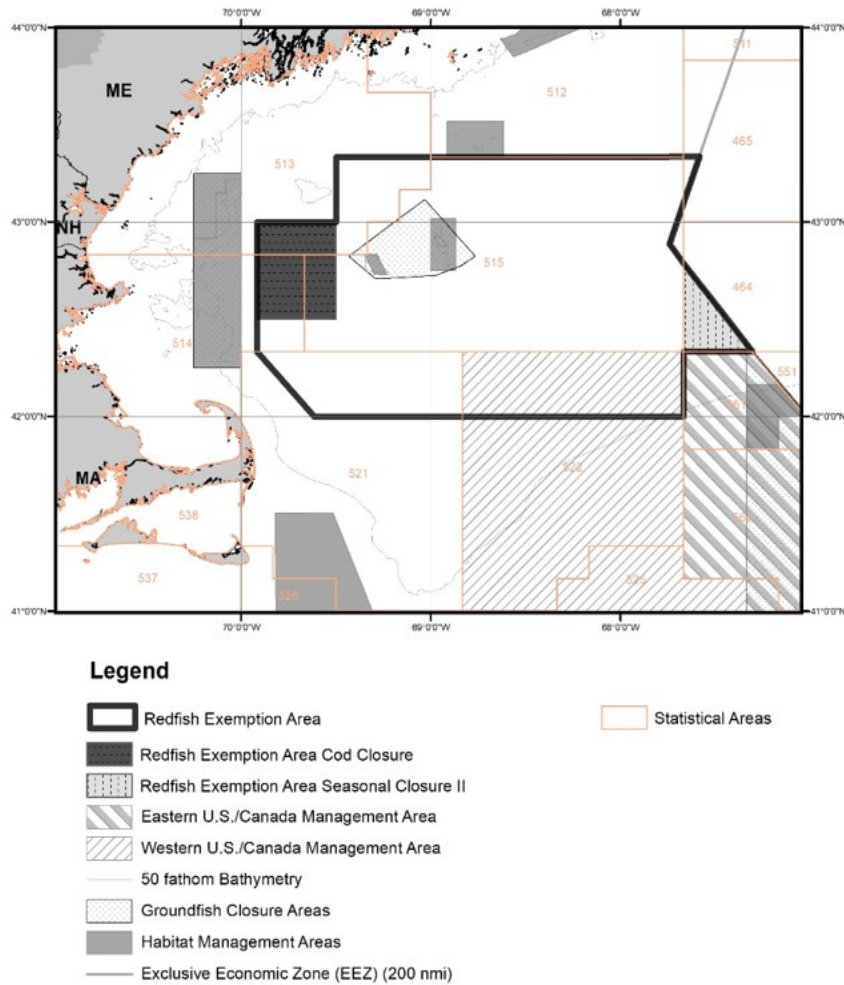 70°0'0"W 69°0'0"W 68°0'0"W
44°0'0"N 44°0'0"N
511
ME
512
465
513
43°0'0"N 43°0'0"N
NH
515
464
514
551
42°0'0"N 42°0'0"N
561
MA
521
522
538
537
526
41°0'0"N 41°0'0"N
70°0'0"W 69°0'0"W 68°0'0"W
Legend
Redfish Exemption Area
Statistical Areas
Redfish Exemption Area Cod Closure
Redfish Exemption Area Seasonal Closure II
Eastern U.S./Canada Management Area
Western U.S./Canada Management Area
50 fathom Bathymetry
Groundfish Closure Areas
Habitat Management Areas
Exclusive Economic Zone (EEZ) (200 nmi)